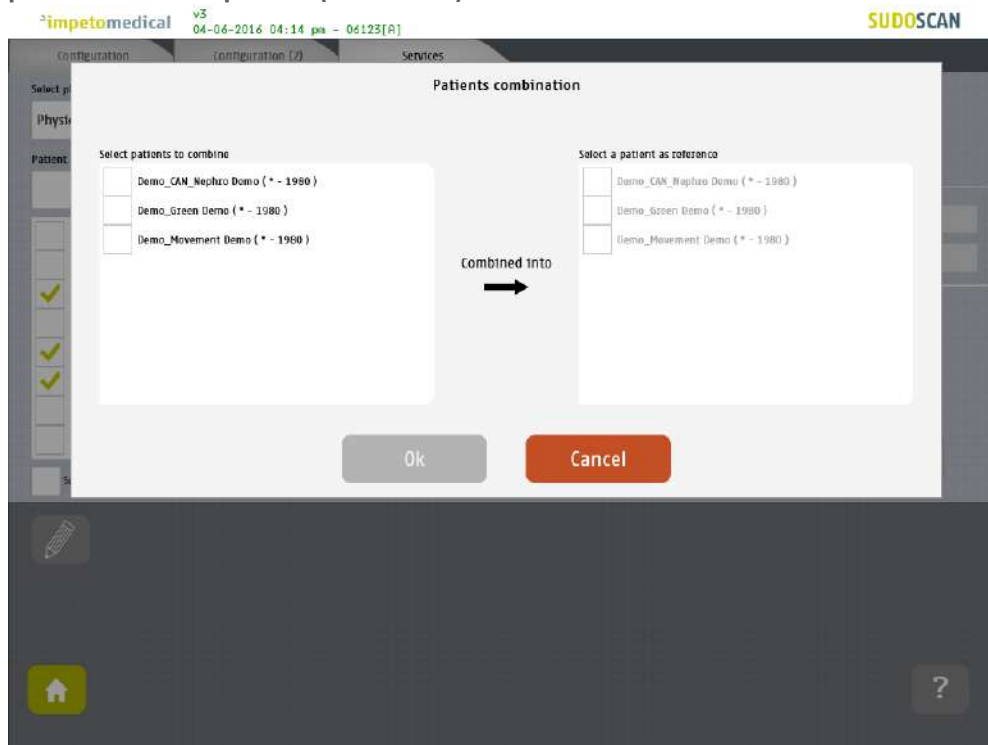 impetomedical
v3
04-06-2016 04:14 pm - 06123[A]
SUDOSCAN
Configuration
Configuration (2)
Services
Patients combination
Select
Physi
Patient
Select patients to combine
Select a patient as reference
Demo_CAN_Nephro Demo ( * - 1980 )
Demo_Green Demo ( * - 1980 )
Demo_Movement Demo ( * - 1980 )
Demo_CAN_Nephro Demo ( * - 1980 )
Demo_Green Demo ( * - 1980 )
Demo_Movement Demo ( * - 1980 )
Combined into
Ok
Cancel
?